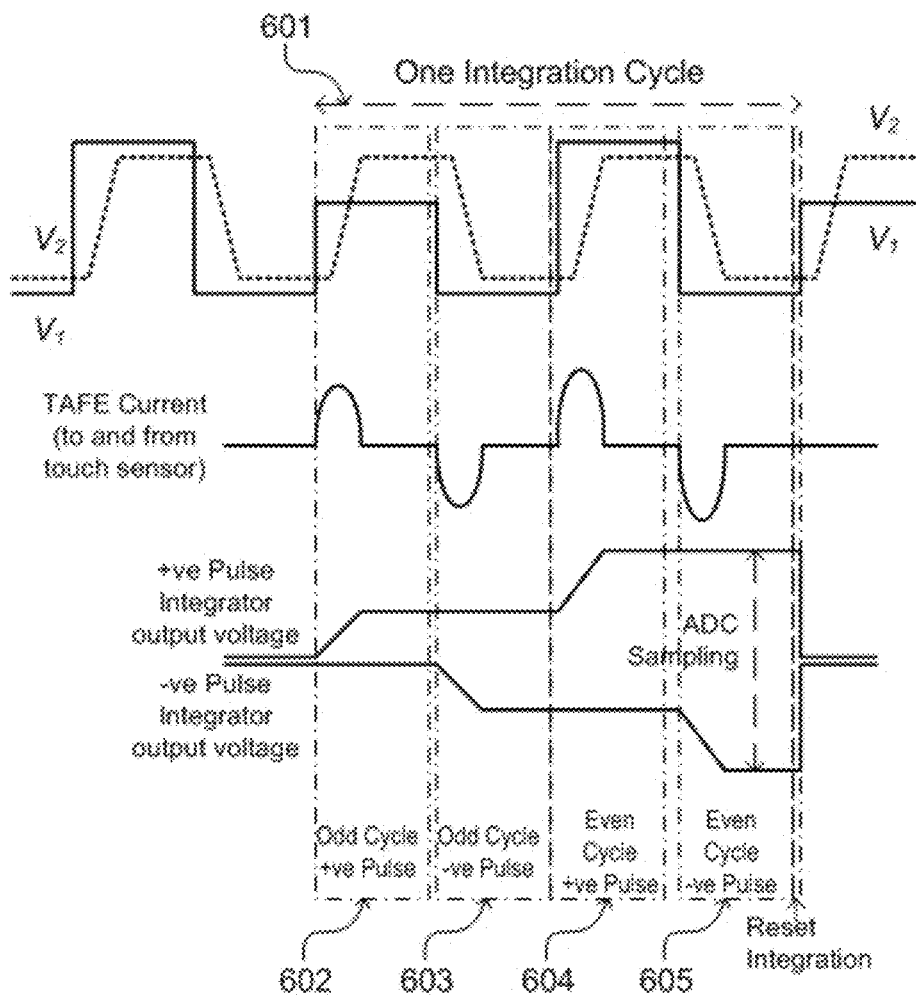 601
One Integration Cycle
V2
V2
V1
V1
TAFE Current
(to and from
touch sensor)
+ve Pulse
Integrator
output voltage
ADC
Sampling
-ve Pulse
Integrator
output voltage
Odd Cycle
+ve Pulse
Odd Cycle
-ve Pulse
Even
Cycle
+ve Pulse
Even
Cycle
-ve Pulse
Reset
Integration
602
603
604
605